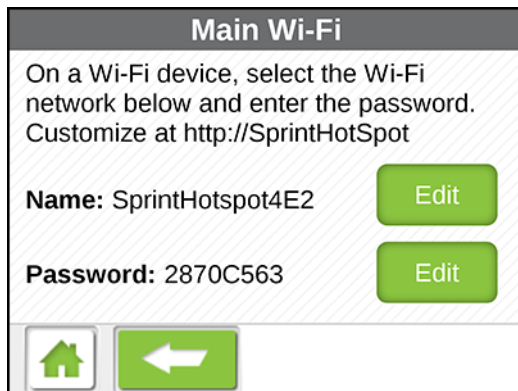 Main Wi-Fi
On a Wi-Fi device, select the Wi-Fi
network below and enter the password.
Customize at http://SprintHotSpot
Name: SprintHotspot4E2
Edit
Password: 2870C563
Edit